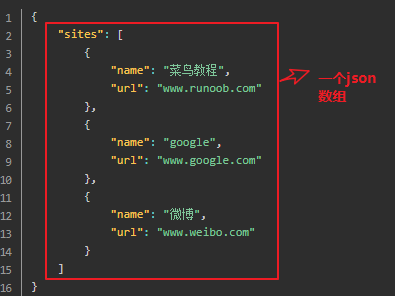 1 {
2 "sites": [
3 {
4 "name": "菜鸟教程",
5 "url": "www.runoob.com"
6 },
7 {
8 "name": "google",
9 "url": "www.google.com"
10 },
11 {
12 "name": "微博",
13 "url": "www.weibo.com"
14 }
15 ]
16 }
一个json
数组